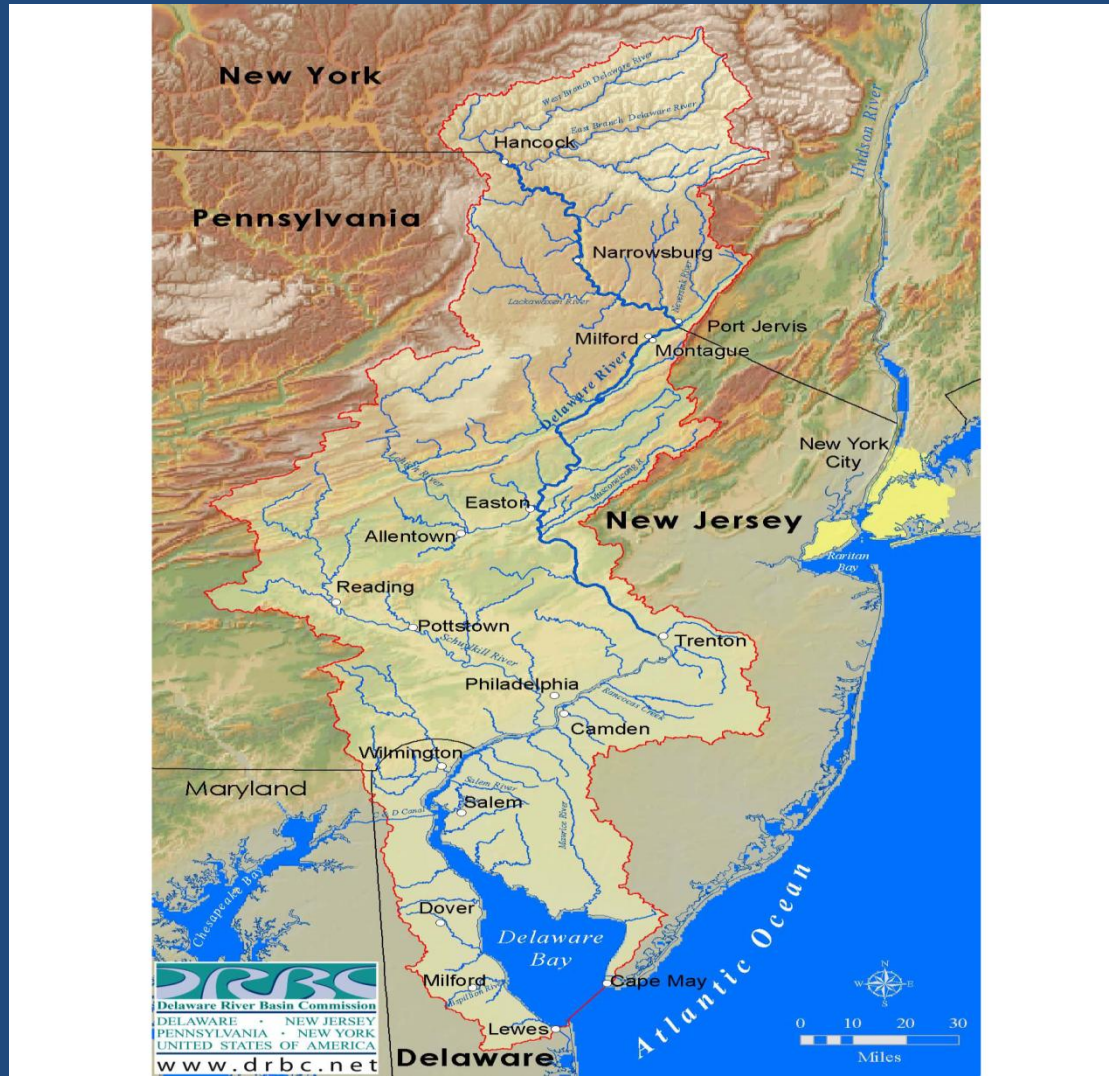 New York
West Branch Delaware River
East Branch Delaware River
Hancock
Hudson River
Pennsylvania
Narrowsburg
Lackawaxen River
Neversink River
Port Jervis
Milford
Montague
Delaware River
New York
City
Lehigh River
Musconetcong R.
Easton
New Jersey
Allentown
Raritan
Bay
Reading
Pottstown
Trenton
Schuylkill River
Philadelphia
Rancocas Creek
Camden
Wilmington
Maryland
Salem River
C D Canal
Salem
Maurice River
Chesapeake Bay
Dover
Delaware
Bay
Atlantic Ocean
Milford
Mispillion River
Cape May
Lewes
Delaware
N
W
E
S
0 10 20 30
Miles
DRBC
Delaware River Basin Commission
DELAWARE • NEW JERSEY
PENNSYLVANIA • NEW YORK
UNITED STATES OF AMERICA
www.drbc.net